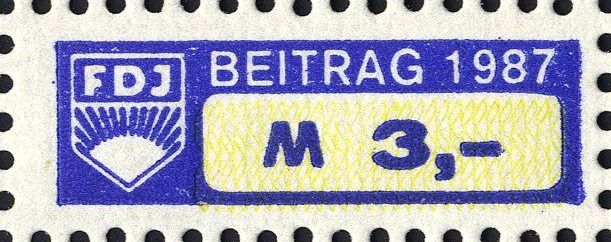 FDJ
BEITRAG 1987
M 3,-